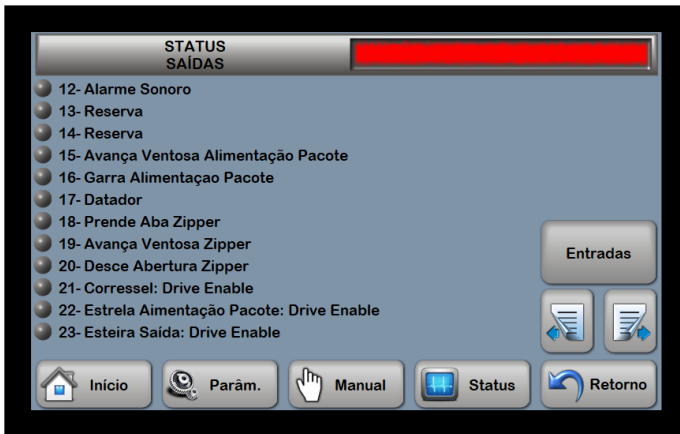 STATUS
SAÍDAS
12- Alarme Sonoro
13- Reserva
14- Reserva
15- Avança Ventosa Alimentação Pacote
16- Garra Alimentaçao Pacote
17- Datador
18- Prende Aba Zipper
19- Avança Ventosa Zipper
20- Desce Abertura Zipper
21- Corressel: Drive Enable
22- Estrela Aimentação Pacote: Drive Enable
23- Esteira Saída: Drive Enable
Entradas
Início
Parâm.
Manual
Status
Retorno